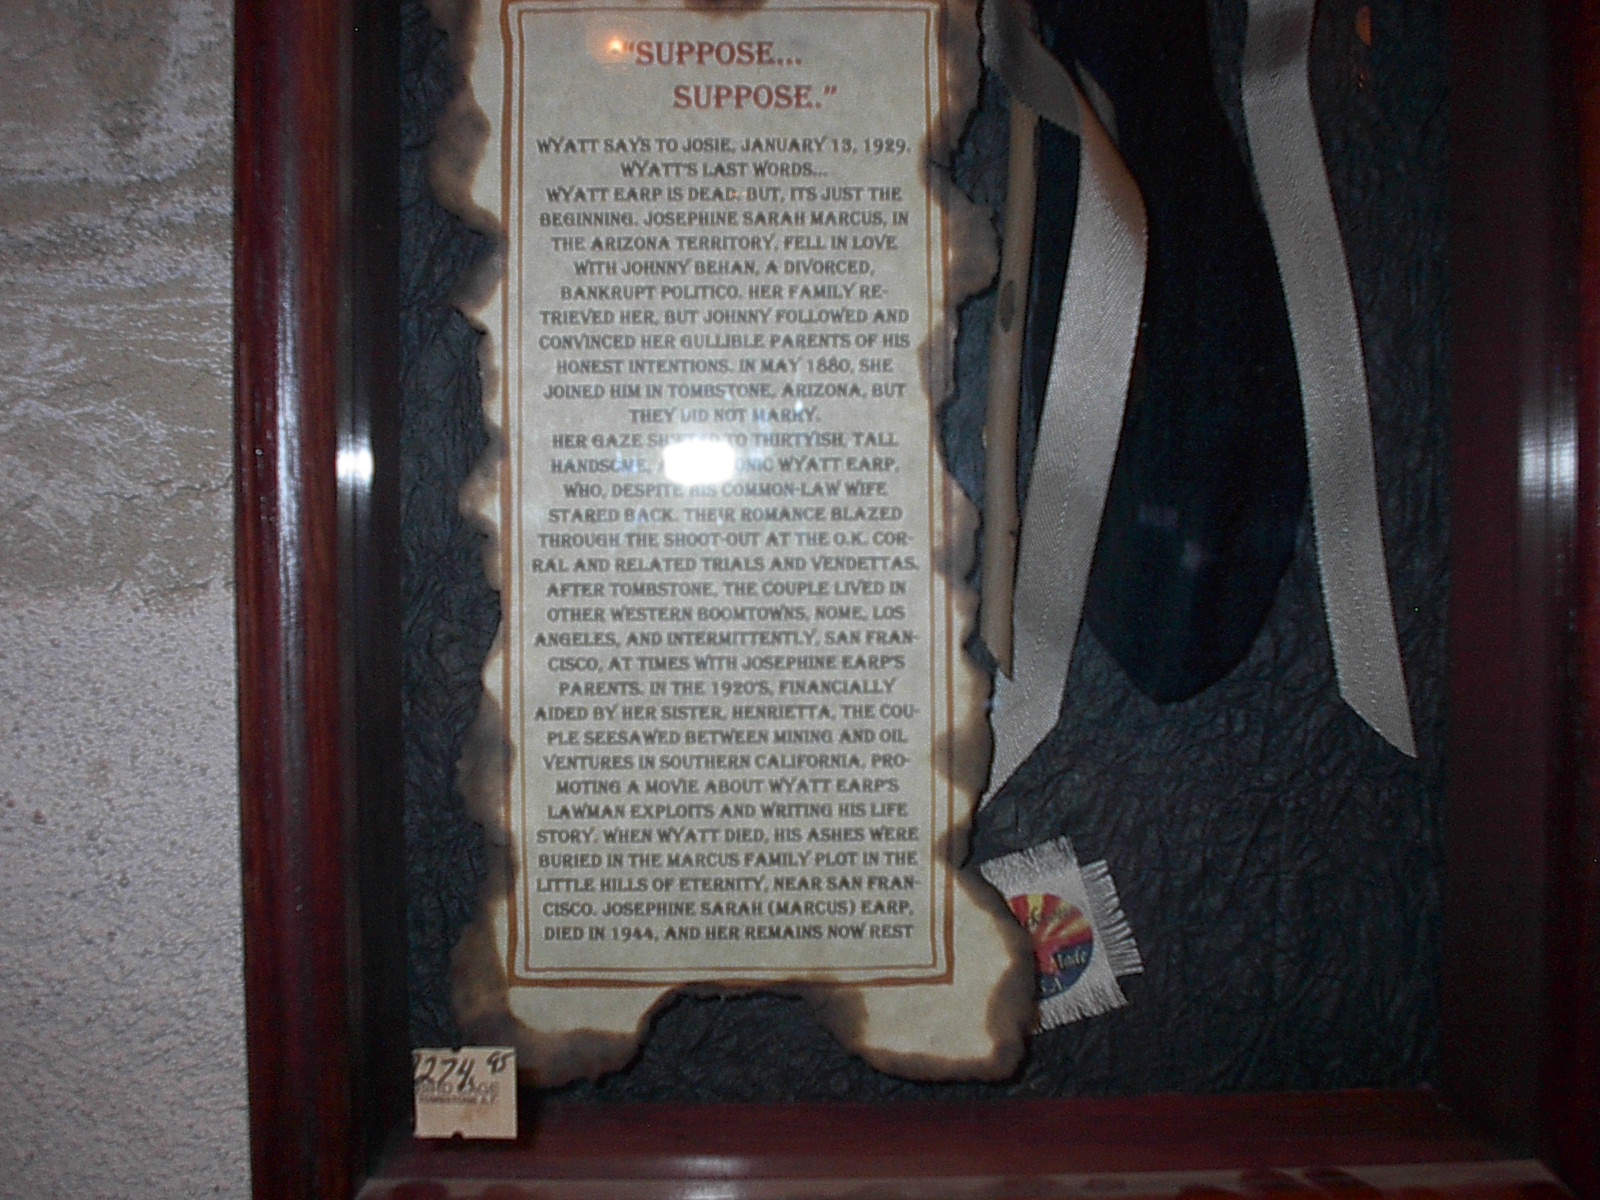 "SUPPOSE...
SUPPOSE."
WYATT SAYS TO JOSIE, JANUARY 13, 1929.
WYATT'S LAST WORDS...
WYATT EARP IS DEAD. BUT, ITS JUST THE
BEGINNING. JOSEPHINE SARAH MARCUS, IN
THE ARIZONA TERRITORY, FELL IN LOVE
WITH JOHNNY BEHAN, A DIVORCED,
BANKRUPT POLITICO. HER FAMILY RE-
TRIEVED HER, BUT JOHNNY FOLLOWED AND
CONVINCED HER GULLIBLE PARENTS OF HIS
HONEST INTENTIONS. IN MAY 1880, SHE
JOINED HIM IN TOMBSTONE, ARIZONA, BUT
THEY DID NOT MARRY.
HER GAZE SHIFTED TO THIRTYISH, TALL
HANDSOME, WYATT EARP,
WHO, DESPITE HIS COMMON-LAW WIFE
STARED BACK. THEIR ROMANCE BLAZED
THROUGH THE SHOOT-OUT AT THE O.K. COR-
RAL AND RELATED TRIALS AND VENDETTAS.
AFTER TOMBSTONE, THE COUPLE LIVED IN
OTHER WESTERN BOOMTOWNS, NOME, LOS
ANGELES, AND INTERMITTENTLY, SAN FRAN-
CISCO, AT TIMES WITH JOSEPHINE EARP'S
PARENTS. IN THE 1920'S, FINANCIALLY
AIDED BY HER SISTER, HENRIETTA, THE COU-
PLE SEESAWED BETWEEN MINING AND OIL
VENTURES IN SOUTHERN CALIFORNIA, PRO-
MOTING A MOVIE ABOUT WYATT EARP'S
LAWMAN EXPLOITS AND WRITING HIS LIFE
STORY. WHEN WYATT DIED, HIS ASHES WERE
BURIED IN THE MARCUS FAMILY PLOT IN THE
LITTLE HILLS OF ETERNITY, NEAR SAN FRAN-
CISCO. JOSEPHINE SARAH (MARCUS) EARP,
DIED IN 1944, AND HER REMAINS NOW REST
Made
274 95
CAGE
TOMBSTONE A.T.